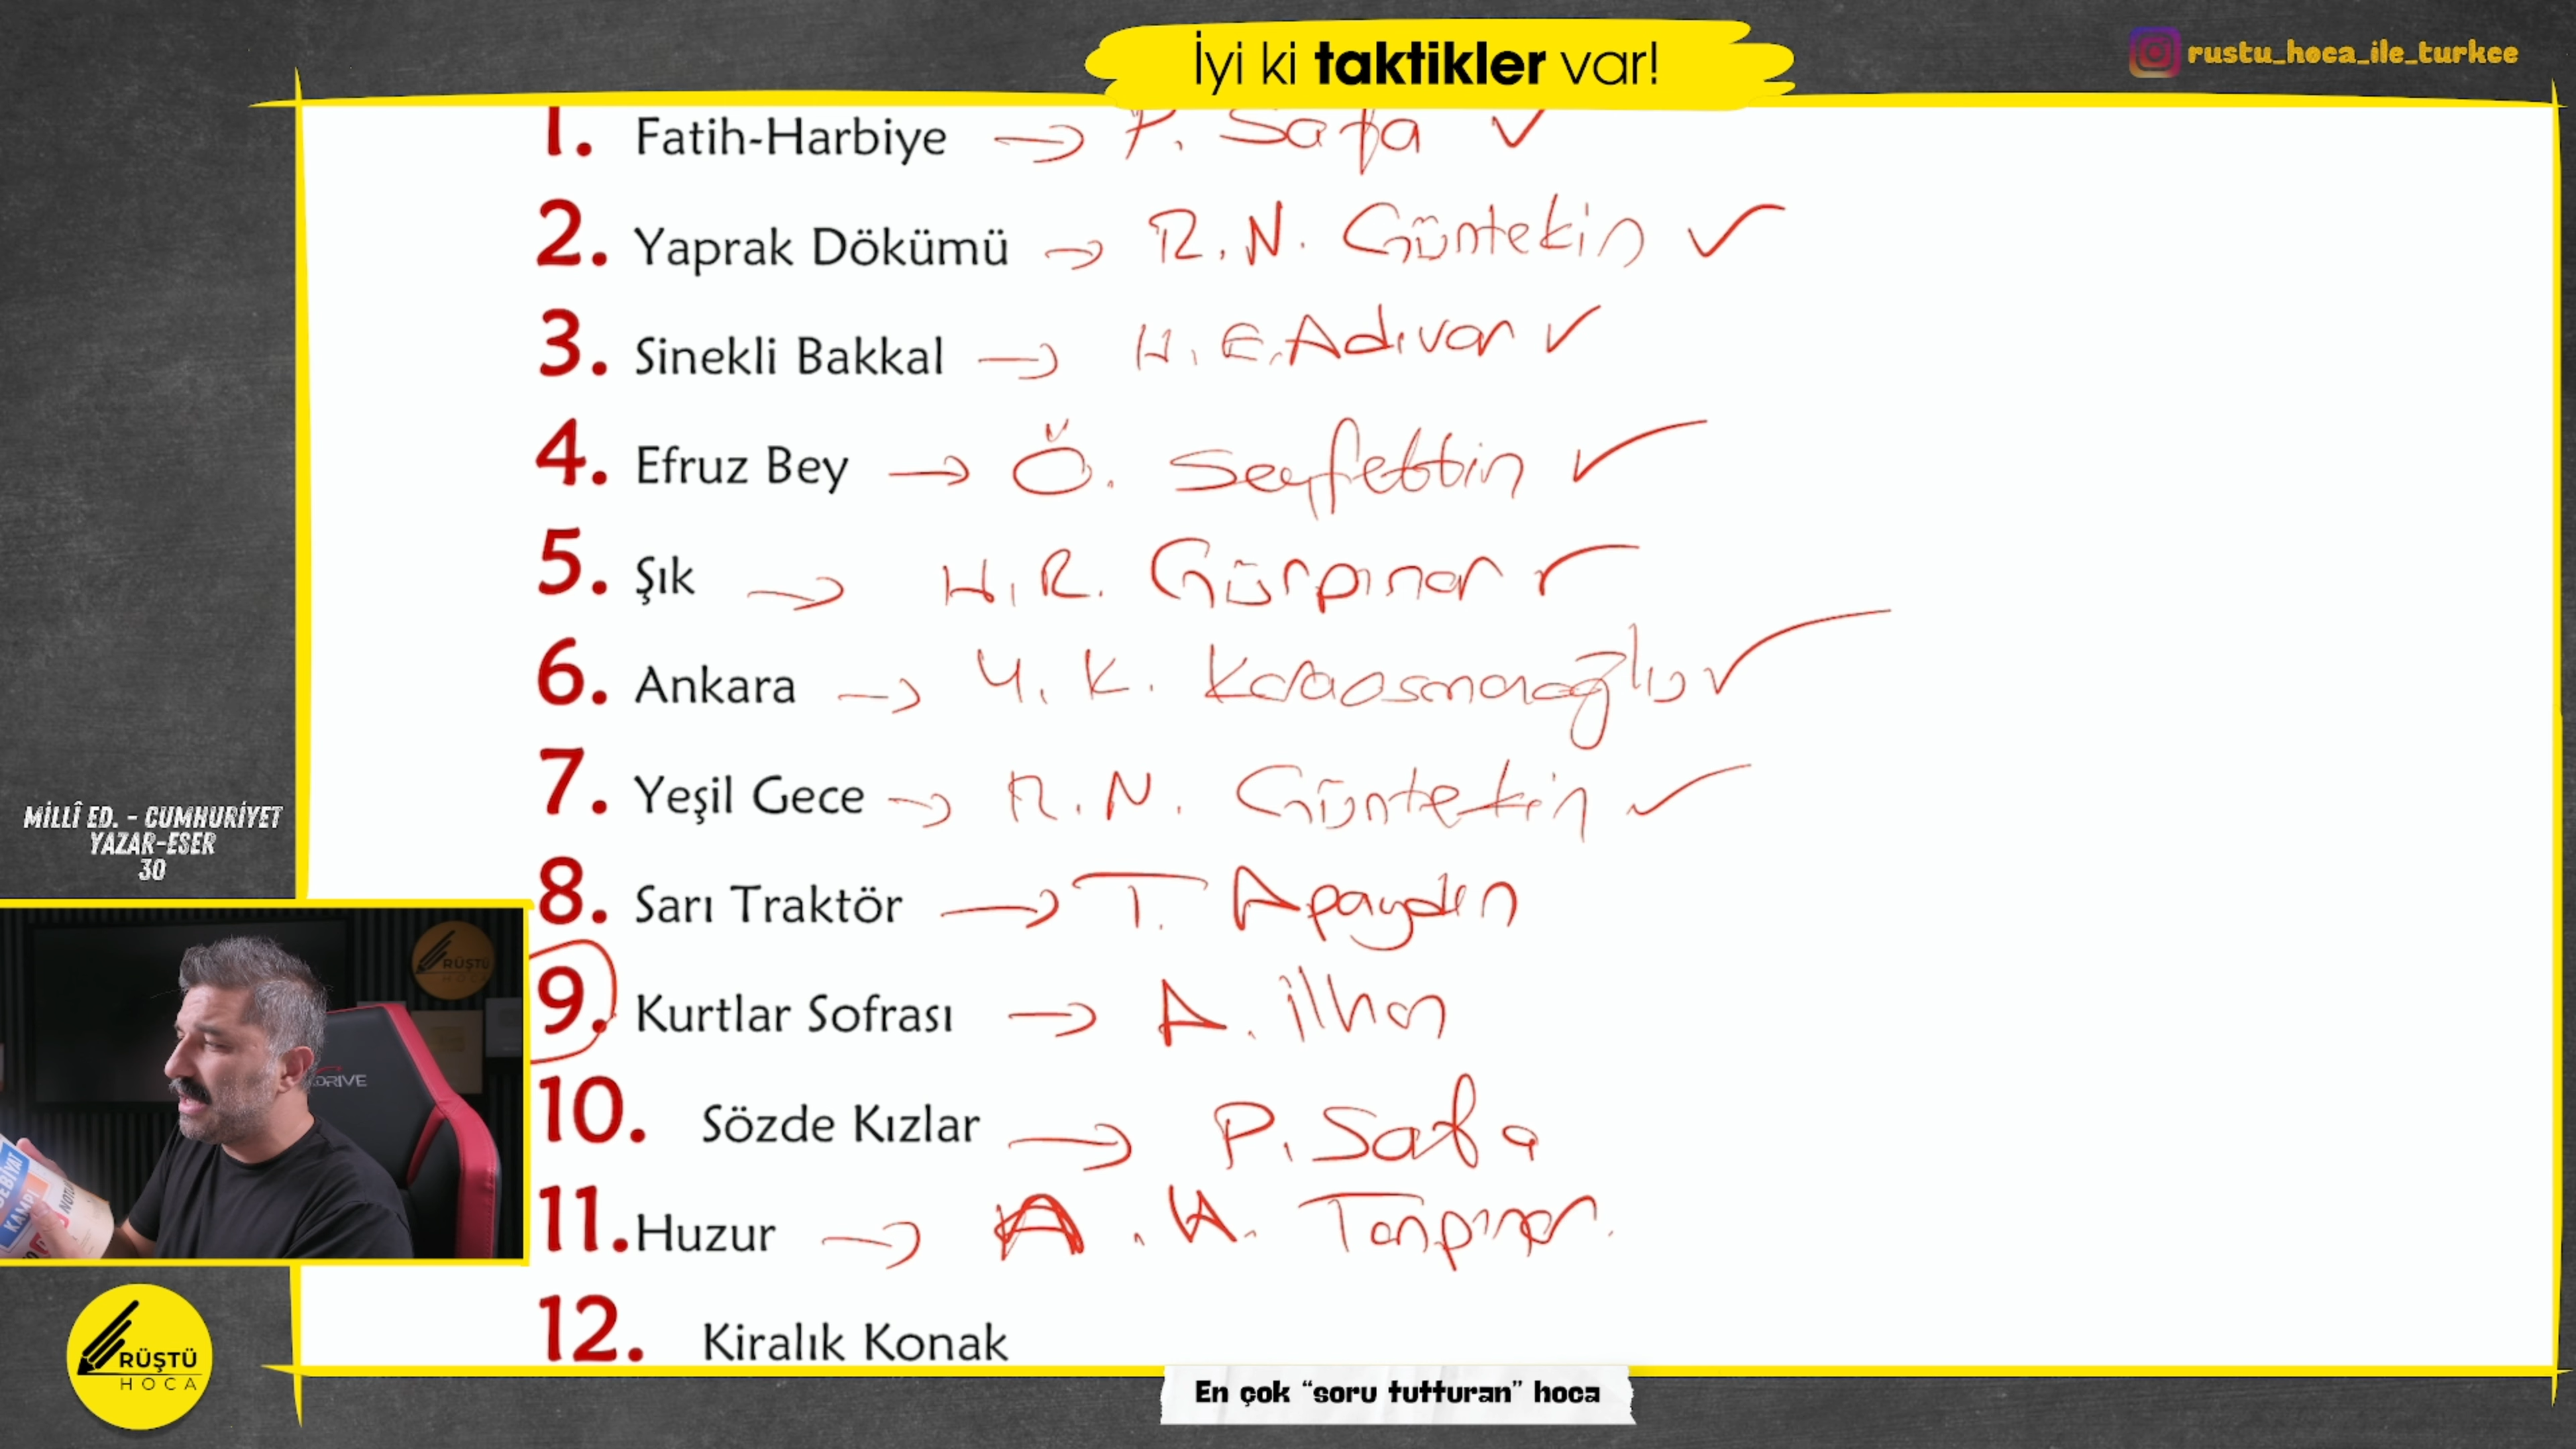 İyi ki taktikler var!
rustu_hoca_ile_turkce
1. Fatih-Harbiye → P. Safa ✓
2. Yaprak Dökümü → R.N. Güntekin ✓
3. Sinekli Bakkal → H.E. Adıvar ✓
4. Efruz Bey → Ö. Seyfettin ✓
5. Şık → H.R. Gürpınar ✓
6. Ankara → Y.K. Karaosmanoğlu ✓
7. Yeşil Gece → R.N. Güntekin ✓
8. Sarı Traktör → T. Apaydın
9. Kurtlar Sofrası → A. İlhan
10. Sözde Kızlar → P. Safa
11. Huzur → A.H. Tanpınar.
12. Kiralık Konak
MİLLÎ ED. - CUMHURİYET
YAZAR-ESER
30
RÜŞTÜ
DRIVE
KAMPI
RÜŞTÜ
HOCA
En çok “soru tutturan” hoca